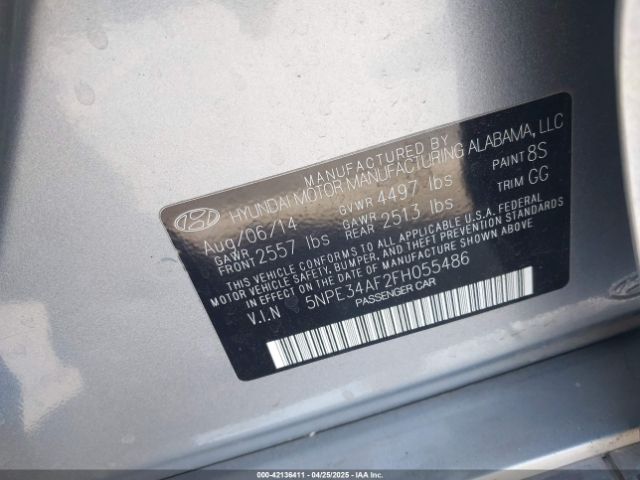 MANUFACTURED BY
HYUNDAI MOTOR MANUFACTURING ALABAMA, LLC
Aug/06/14 GVWR 4497 lbs PAINT 8S
GAWR FRONT 2557 lbs GAWR REAR 2513 lbs TRIM GG
THIS VEHICLE CONFORMS TO ALL APPLICABLE U.S.A. FEDERAL
MOTOR VEHICLE SAFETY, BUMPER, AND THEFT PREVENTION STANDARDS
IN EFFECT ON THE DATE OF MANUFACTURE SHOWN ABOVE.
V.I.N 5NPE34AF2FH055486
PASSENGER CAR
000-42136411 - 04/25/2025 - IAA Inc.